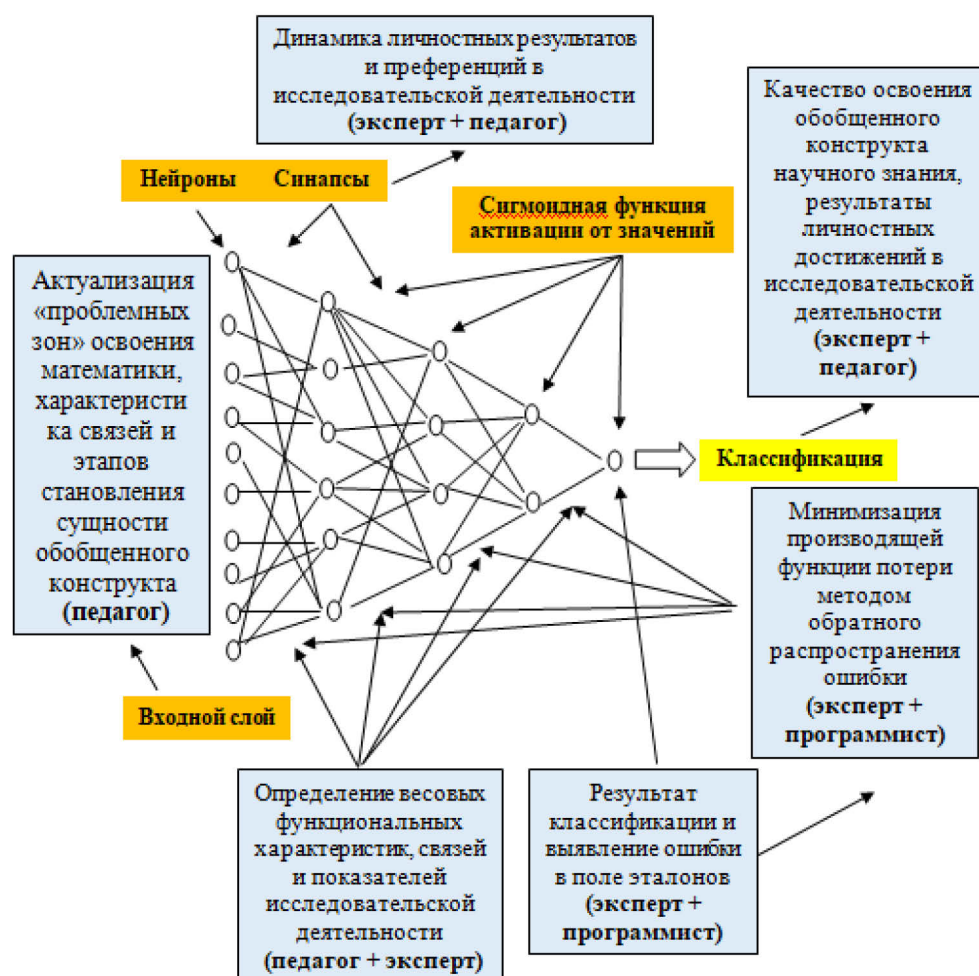 Динамика личностных результатов
и преференций в
исследовательской деятельности
(эксперт + педагог)
Качество освоения
обобщенного
конструкта
научного знания,
результаты
личностных
достижений в
исследовательской
деятельности
(эксперт +
педагог)
Нейроны Синапсы
Сигмоидная функция
активации от значений
Актуализация
«проблемных
зон» освоения
математики,
характеристи
ка связей и
этапов
становления
сущности
обобщенного
конструкта
(педагог)
Классификация
Минимизация
производящей
функции потери
методом
обратного
распространения
ошибки
(эксперт +
программист)
Входной слой
Определение весовых
функциональных
характеристик, связей
и показателей
исследовательской
деятельности
(педагог + эксперт)
Результат
классификации и
выявление ошибки
в поле эталонов
(эксперт +
программист)